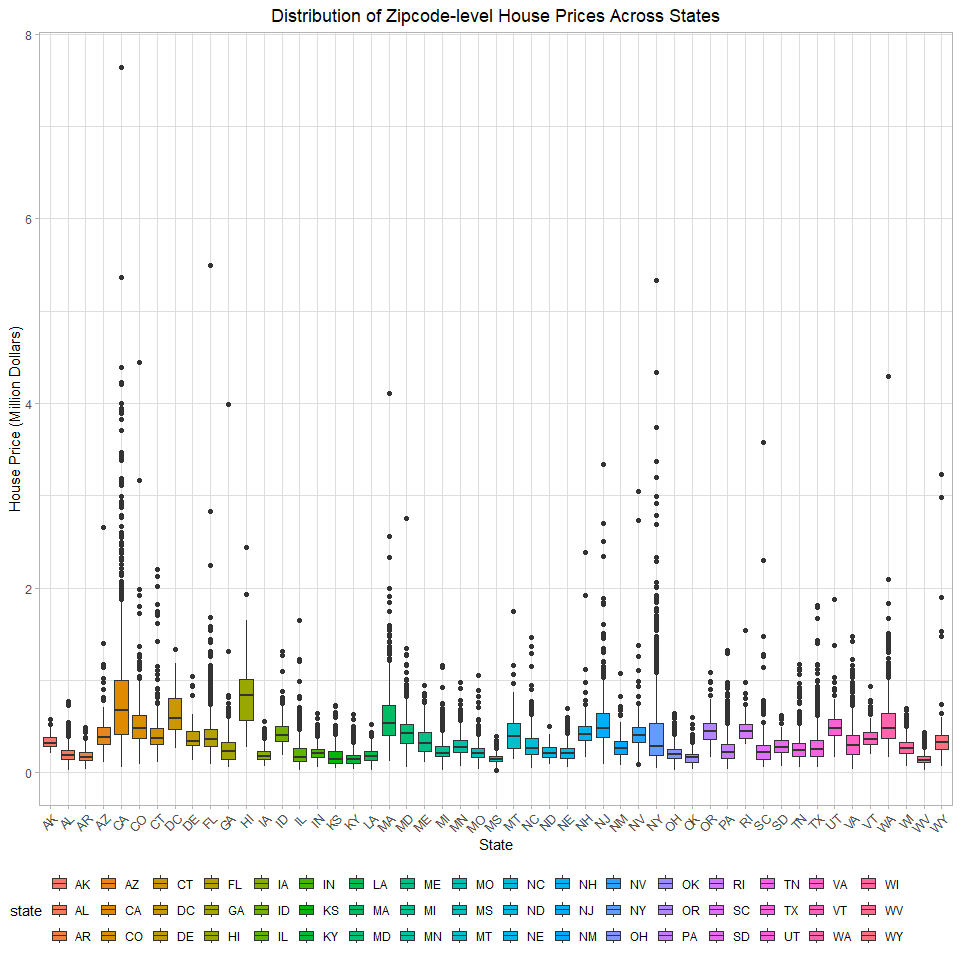 Distribution of Zipcode-level House Prices Across States
House Price (Million Dollars)
8
6
4
2
0
AK AL AR AZ CA CO CT DC DE FL GA HI IA ID IL IN KS KY LA MA MD ME MI MN MO MS MT NC ND NE NH NJ NM NV NY OH OK OR PA RI SC SD TN TX UT VA VT WA WI WV WY
State
AK AZ CT FL IA IN LA ME MO NC NH NV OK RI TN VA WI
state AL CA DC GA ID KS MA MI MS ND NJ NY OR SC TX VT WV
AR CO DE HI IL KY MD MN MT NE NM OH PA SD UT WA WY